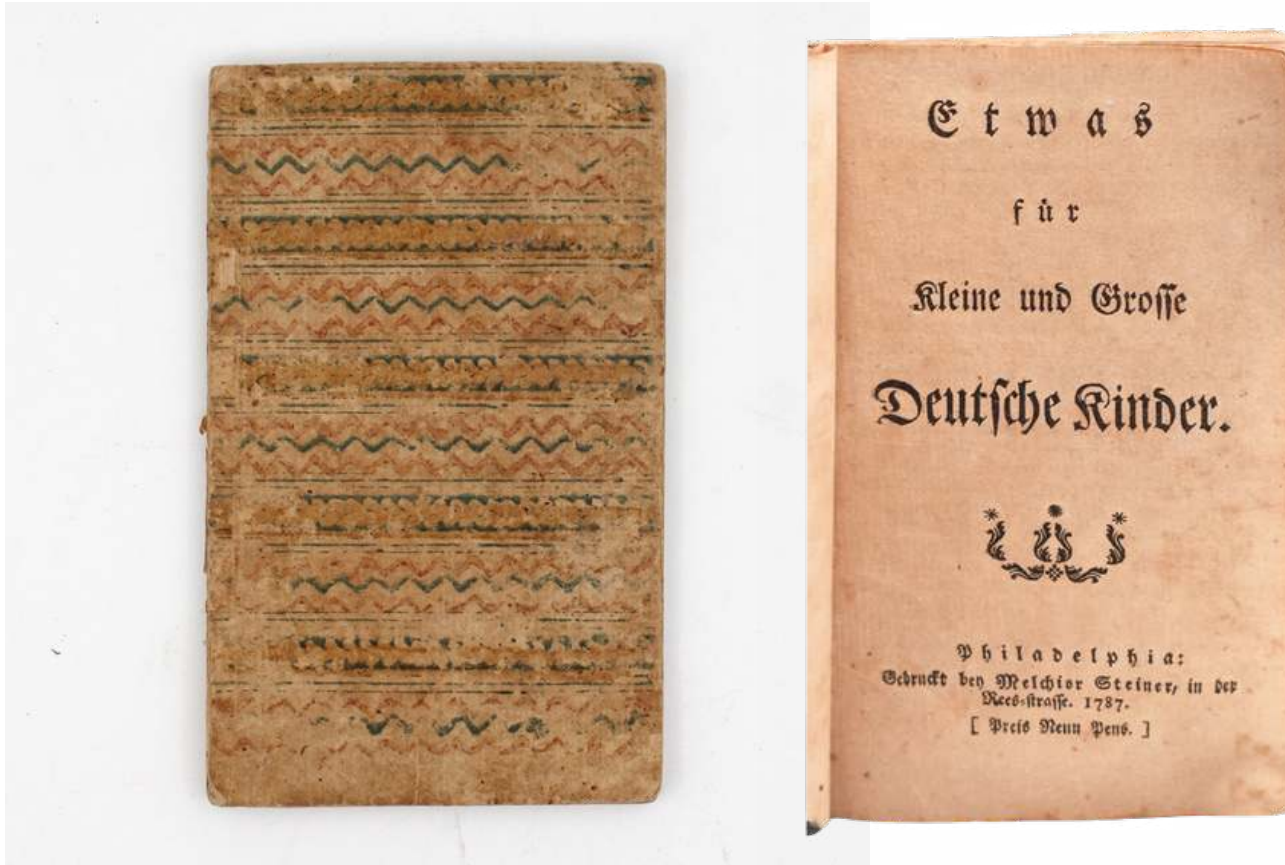 Etwas
für
Kleine und Grosse
Deutsche Kinder.
Philadelphia:
Gedruckt bey Melchior Steiner, in der
Rees-strasse. 1787.
[ Preis Neun Pens. ]